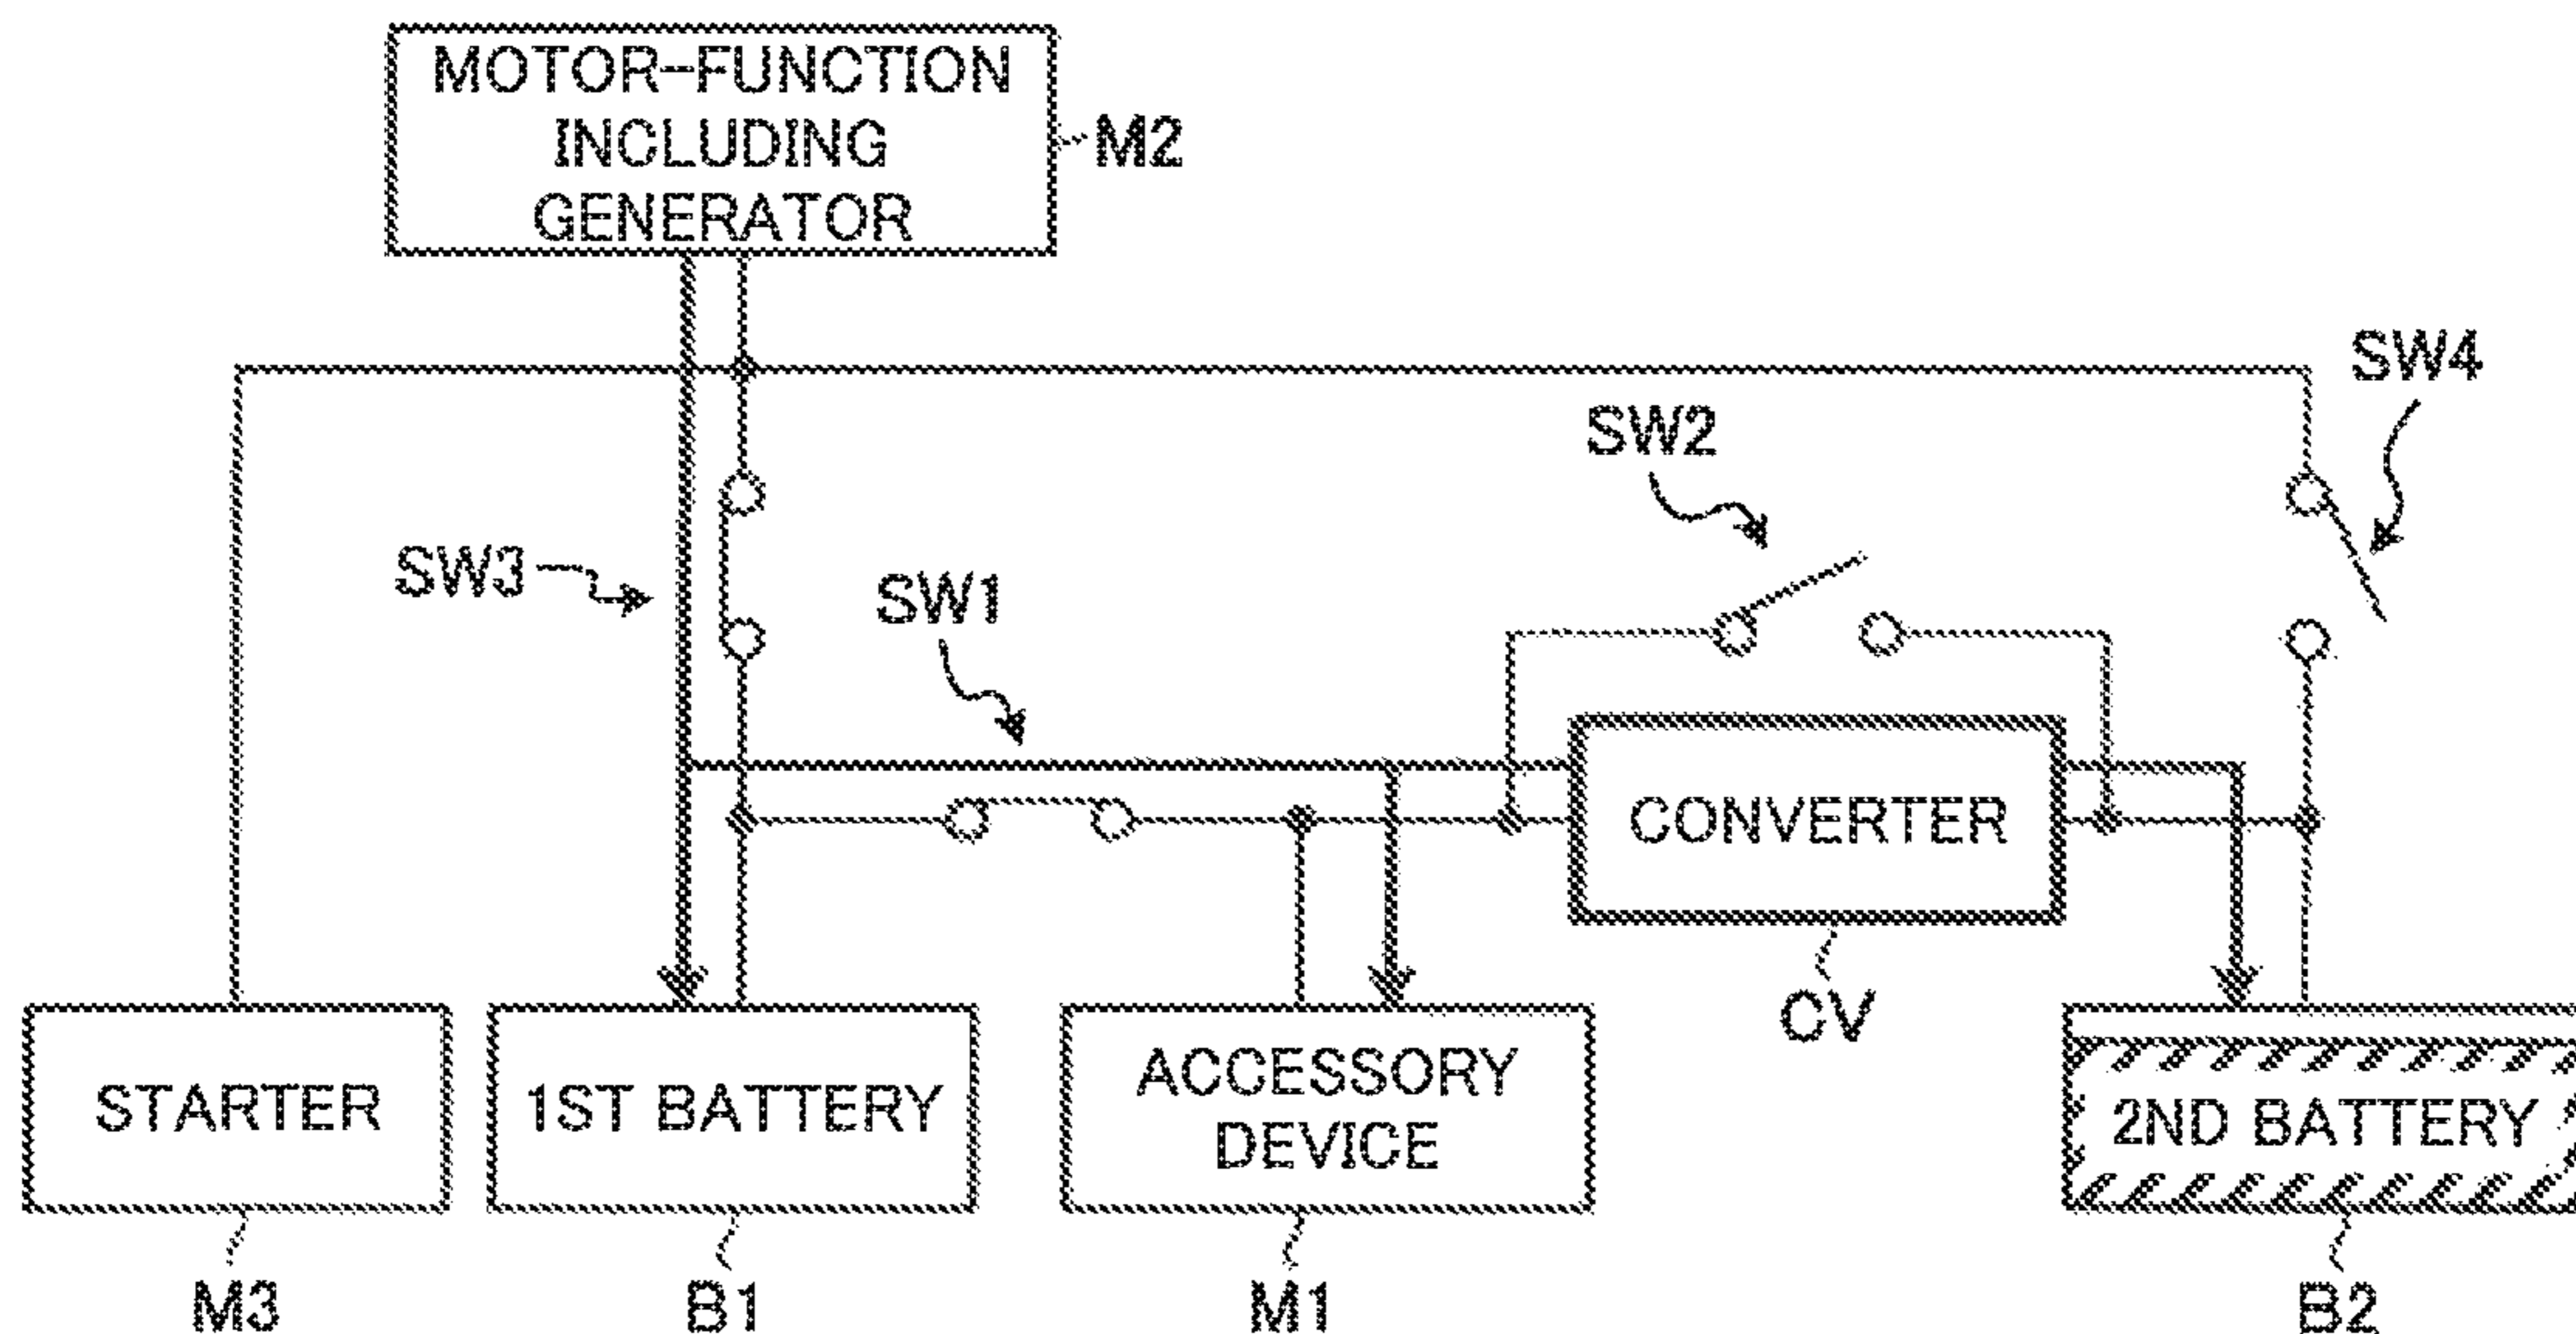 MOTOR-FUNCTION
INCLUDING
GENERATOR
M2
SW4
SW2
SW3
SW1
CONVERTER
CV
STARTER
1ST BATTERY
ACCESSORY
DEVICE
2ND BATTERY
M3
B1
M1
B2